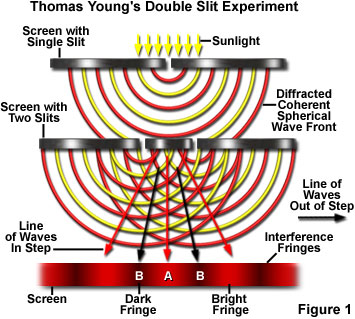 Thomas Young's Double Slit Experiment
Screen with
Single Slit
Sunlight
Screen with
Two Slits
Diffracted
Coherent
Spherical
Wave Front
Line
of Waves
In Step
Line of
Waves
Out of Step
Interference
Fringes
B A B
Screen
Dark
Fringe
Bright
Fringe
Figure 1